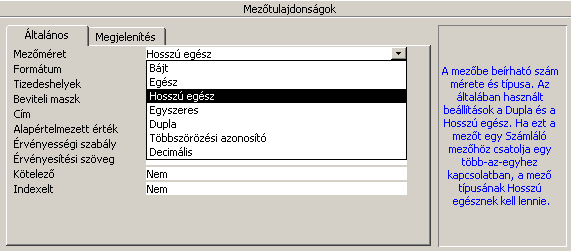 Mezőtulajdonságok
Általános
Megjelenítés
Mezőméret
Hosszú egész
Formátum
Bájt
Tizedeshelyek
Egész
Beviteli maszk
Hosszú egész
Cím
Egyszeres
Alapértelmezett érték
Dupla
Érvényességi szabály
Többszörözési azonosító
Érvényesítési szöveg
Decimális
Kötelező
Nem
Indexelt
Nem
A mezőbe beírható szám
mérete és típusa. Az
általában használt
beállítások a Dupla és a
Hosszú egész. Ha ezt a
mezőt egy Számláló
mezőhöz csatolja egy
több-az-egyhez
kapcsolatban, a mező
típusának Hosszú
egésznek kell lennie.